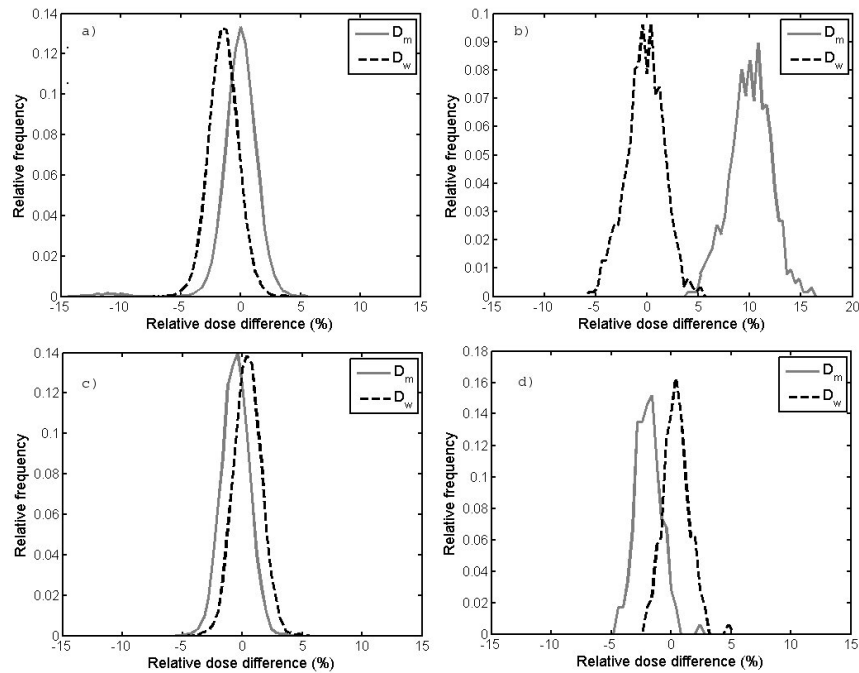 a)
D_m
D_w
Relative frequency
0.14
0.12
0.1
0.08
0.06
0.04
0.02
0
-15 -10 -5 0 5 10 15
Relative dose difference (%)
b)
D_m
D_w
Relative frequency
0.1
0.09
0.08
0.07
0.06
0.05
0.04
0.03
0.02
0.01
0
-15 -10 -5 0 5 10 15 20
Relative dose difference (%)
c)
D_m
D_w
Relative frequency
0.14
0.12
0.1
0.08
0.06
0.04
0.02
0
-15 -10 -5 0 5 10 15
Relative dose difference (%)
d)
D_m
D_w
Relative frequency
0.18
0.16
0.14
0.12
0.1
0.08
0.06
0.04
0.02
0
-15 -10 -5 0 5 10 15
Relative dose difference (%)